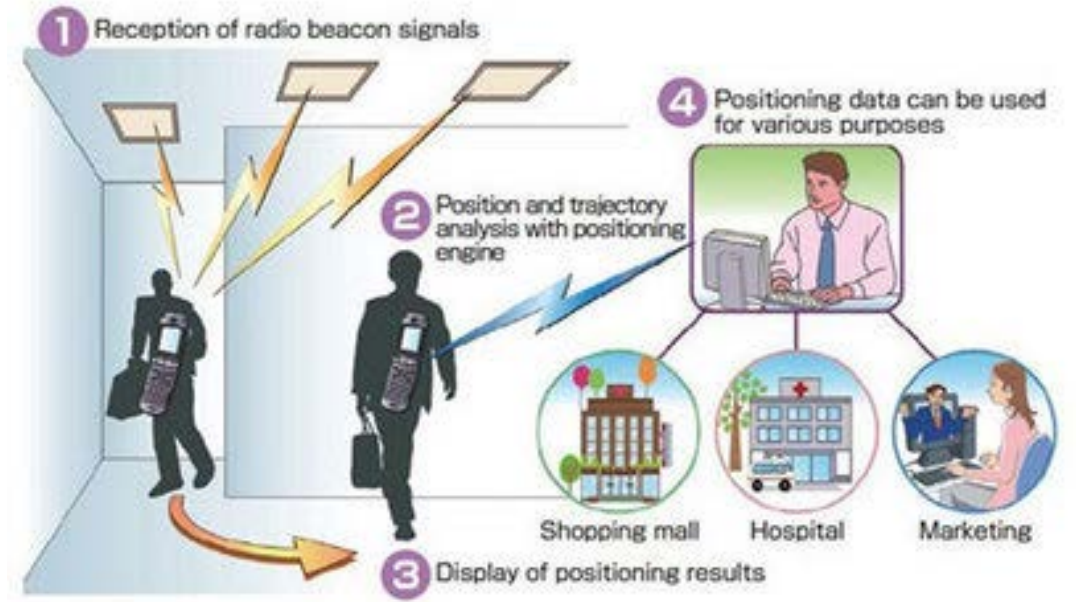 1 Reception of radio beacon signals
2 Position and trajectory
analysis with positioning
engine
4 Positioning data can be used
for various purposes
Shopping mall
Hospital
Marketing
3 Display of positioning results